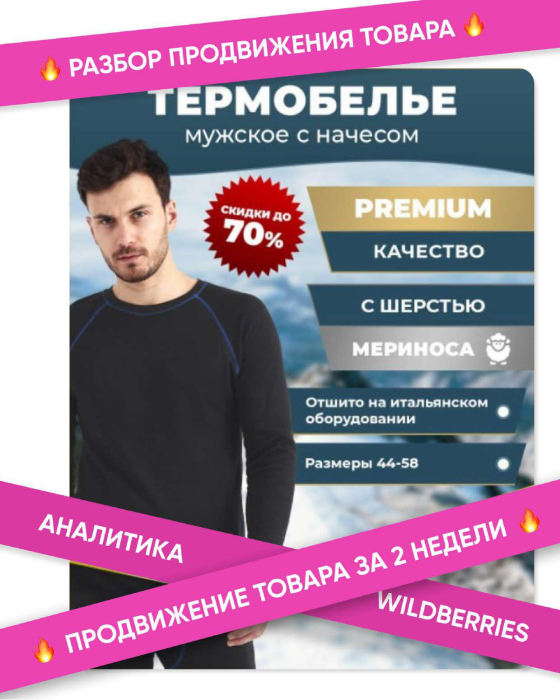 🔥 РАЗБОР ПРОДВИЖЕНИЯ ТОВАРА 🔥
ТЕРМОБЕЛЬЕ
мужское с начесом
СКИДКИ ДО
70%
PREMIUM
КАЧЕСТВО
С ШЕРСТЬЮ
МЕРИНОСА
Отшито на итальянском
оборудовании
Размеры 44-58
АНАЛИТИКА
🔥 ПРОДВИЖЕНИЕ ТОВАРА ЗА 2 НЕДЕЛИ 🔥
WILDBERRIES